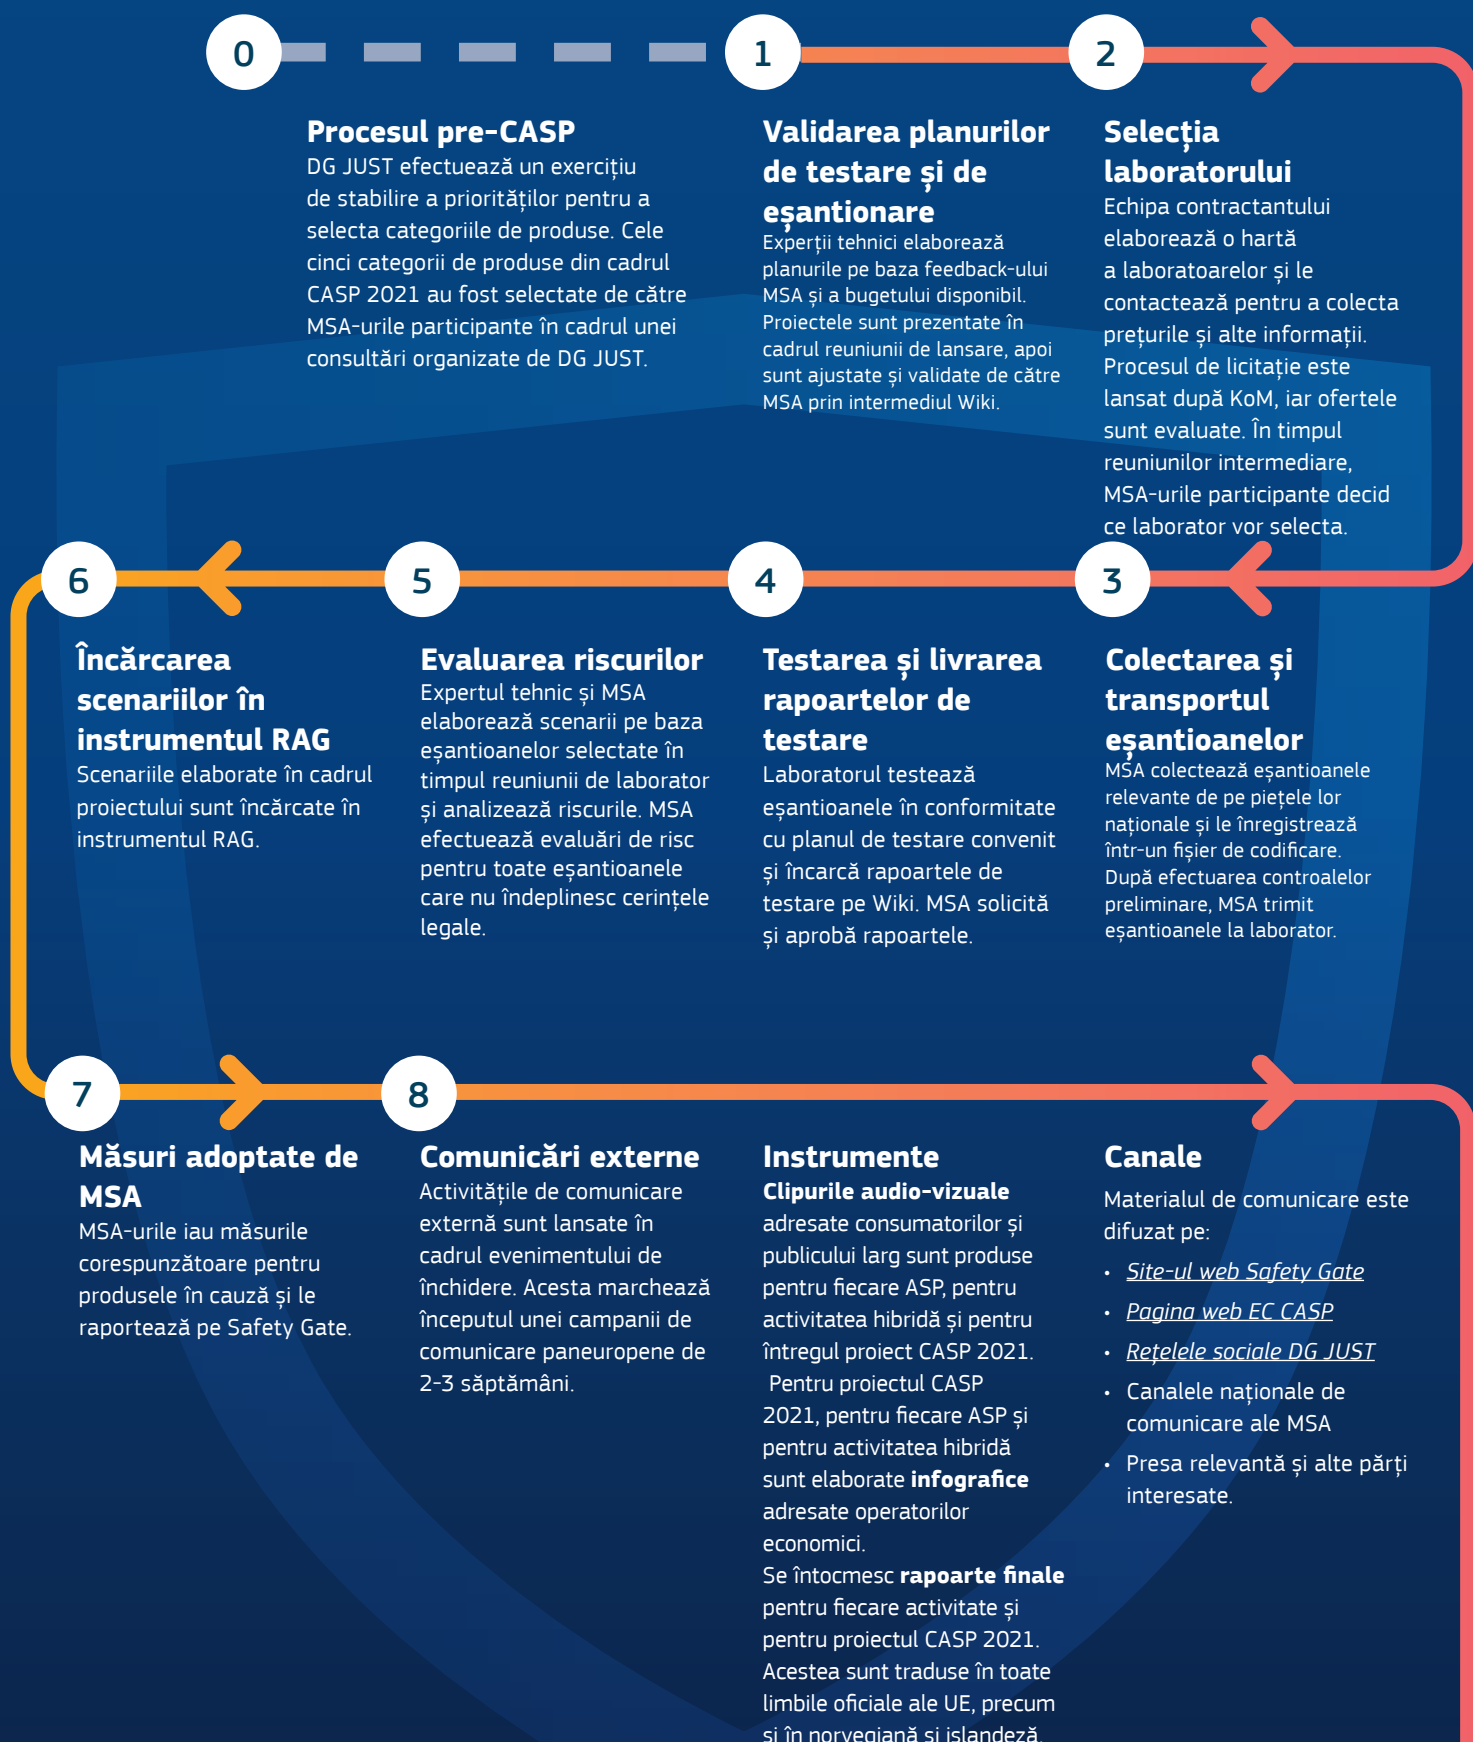 0
Procesul pre-CASP
DG JUST efectuează un exercițiu
de stabilire a priorităților pentru a
selecta categoriile de produse. Cele
cinci categorii de produse din cadrul
CASP 2021 au fost selectate de către
MSA-urile participante în cadrul unei
consultări organizate de DG JUST.
1
Validarea planurilor
de testare și de
eșantionare
Experții tehnici elaborează
planurile pe baza feedback-ului
MSA și a bugetului disponibil.
Proiectele sunt prezentate în
cadrul reuniunii de lansare, apoi
sunt ajustate și validate de către
MSA prin intermediul Wiki.
2
Selecția
laboratorului
Echipa contractantului
elaborează o hartă
a laboratoarelor și le
contactează pentru a colecta
prețurile și alte informații.
Procesul de licitație este
lansat după KoM, iar ofertele
sunt evaluate. În timpul
reuniunilor intermediare,
MSA-urile participante decid
ce laborator vor selecta.
3
Colectarea și
transportul
eșantioanelor
MSA colectează eșantioanele
relevante de pe piețele lor
naționale și le înregistrează
într-un fișier de codificare.
După efectuarea controalelor
preliminare, MSA trimit
eșantioanele la laborator.
4
Testarea și livrarea
rapoartelor de
testare
Laboratorul testează
eșantioanele în conformitate
cu planul de testare convenit
și încarcă rapoartele de
testare pe Wiki. MSA solicită
și aprobă rapoartele.
5
Evaluarea riscurilor
Expertul tehnic și MSA
elaborează scenarii pe baza
eșantioanelor selectate în
timpul reuniunii de laborator
și analizează riscurile. MSA
efectuează evaluări de risc
pentru toate eșantioanele
care nu îndeplinesc cerințele
legale.
6
Încărcarea
scenariilor în
instrumentul RAG
Scenariile elaborate în cadrul
proiectului sunt încărcate în
instrumentul RAG.
7
Măsuri adoptate de
MSA
MSA-urile iau măsurile
corespunzătoare pentru
produsele în cauză și le
raportează pe Safety Gate.
8
Comunicări externe
Activitățile de comunicare
externă sunt lansate în
cadrul evenimentului de
închidere. Acesta marchează
începutul unei campanii de
comunicare paneuropene de
2-3 săptămâni.
Instrumente
Clipurile audio-vizuale
adresate consumatorilor și
publicului larg sunt produse
pentru fiecare ASP, pentru
activitatea hibridă și pentru
întregul proiect CASP 2021.
Pentru proiectul CASP
2021, pentru fiecare ASP și
pentru activitatea hibridă
sunt elaborate infografice
adresate operatorilor
economici.
Se întocmesc rapoarte finale
pentru fiecare activitate și
pentru proiectul CASP 2021.
Acestea sunt traduse în toate
limbile oficiale ale UE, precum
și în norvegiană și islandeză.
Canale
Materialul de comunicare este
difuzat pe:
• Site-ul web Safety Gate
• Pagina web EC CASP
• Rețelele sociale DG JUST
• Canalele naționale de
comunicare ale MSA
• Presa relevantă și alte părți
interesate.